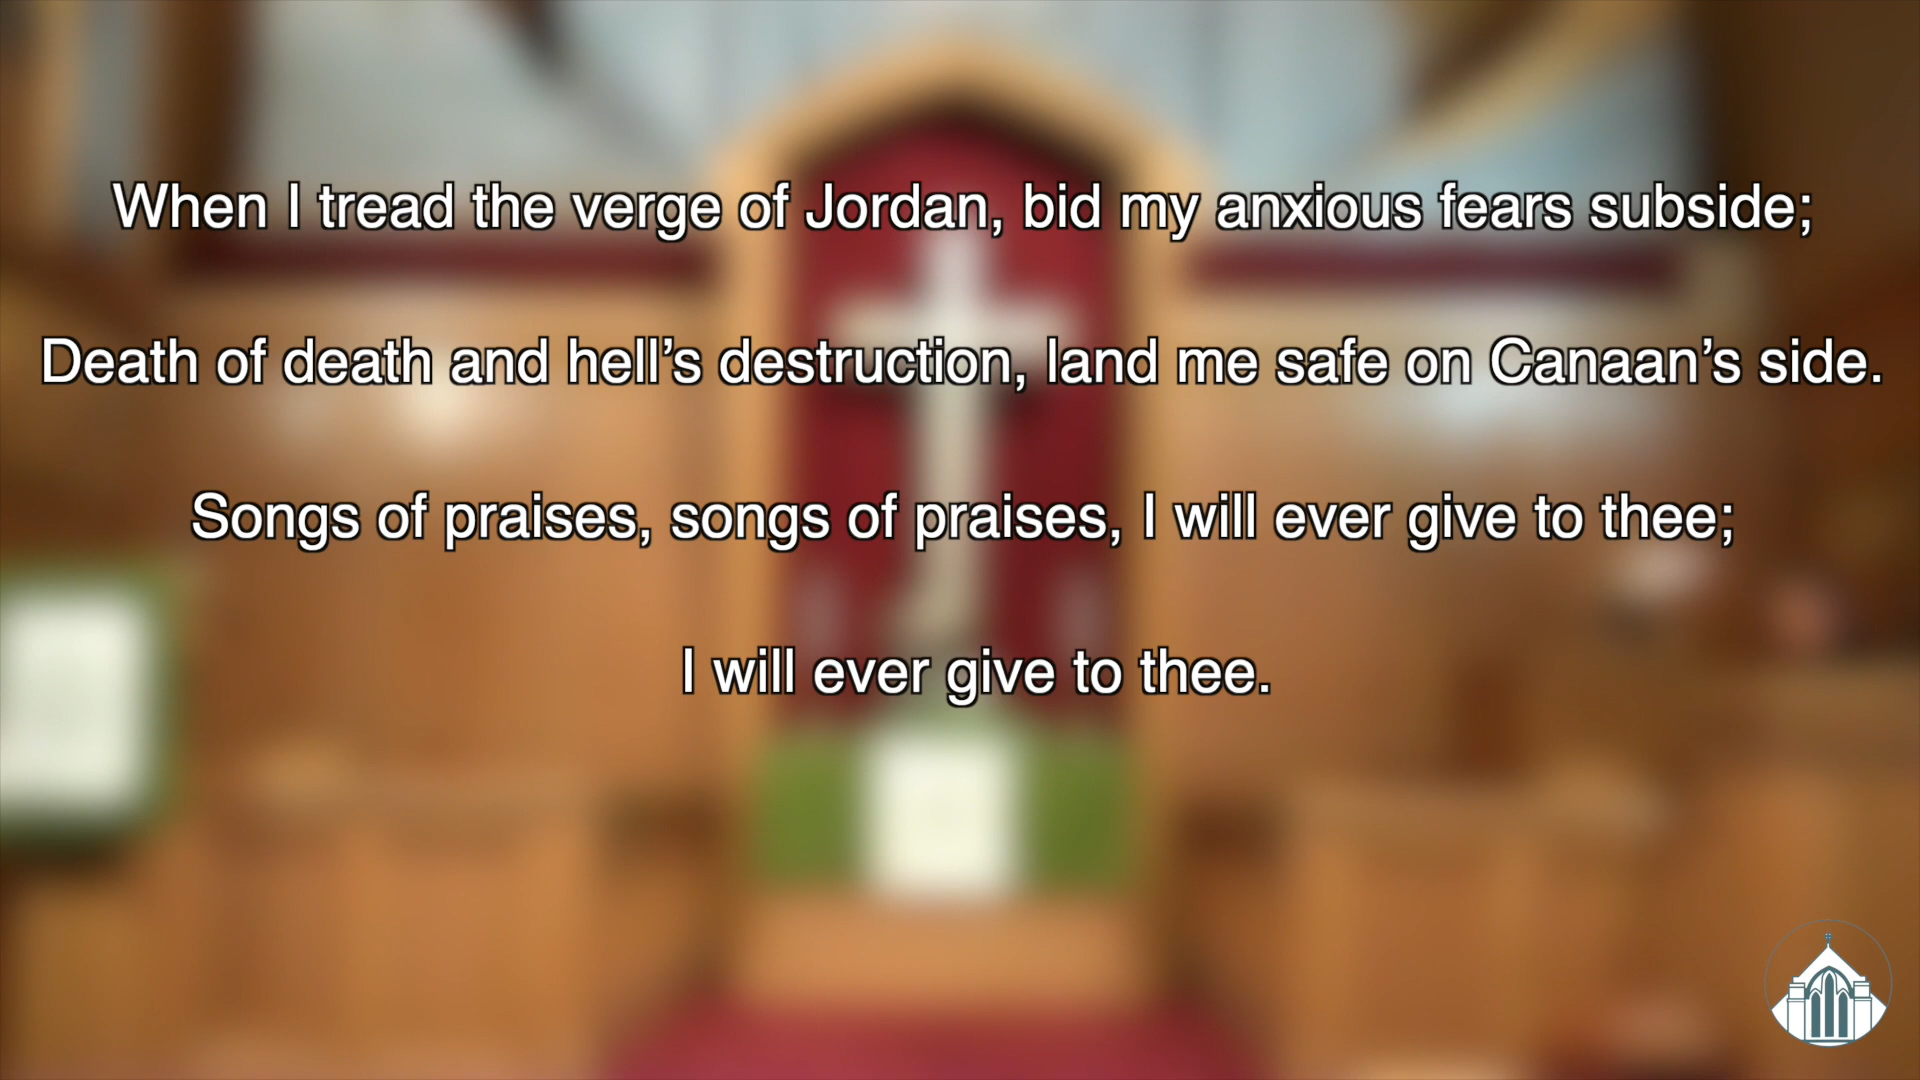 When I tread the verge of Jordan, bid my anxious fears subside;
Death of death and hell’s destruction, land me safe on Canaan’s side.
Songs of praises, songs of praises, I will ever give to thee;
I will ever give to thee.